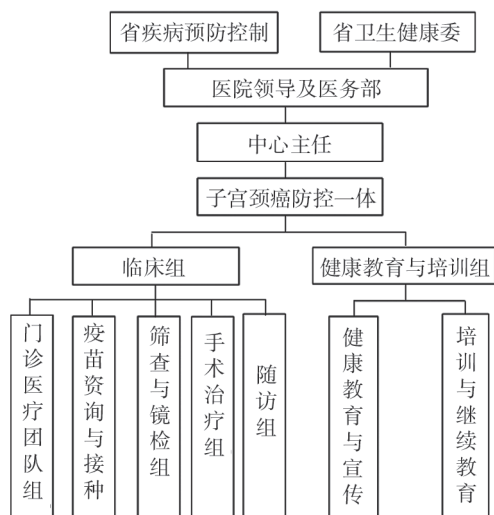 省疾病预防控制
省卫生健康委
医院领导及医务部
中心主任
子宫颈癌防控一体
临床组
健康教育与培训组
门诊医疗团队组
疫苗资询与接种
筛查与镜检组
手术治疗组
随访组
健康教育与宣传
培训与继续教育